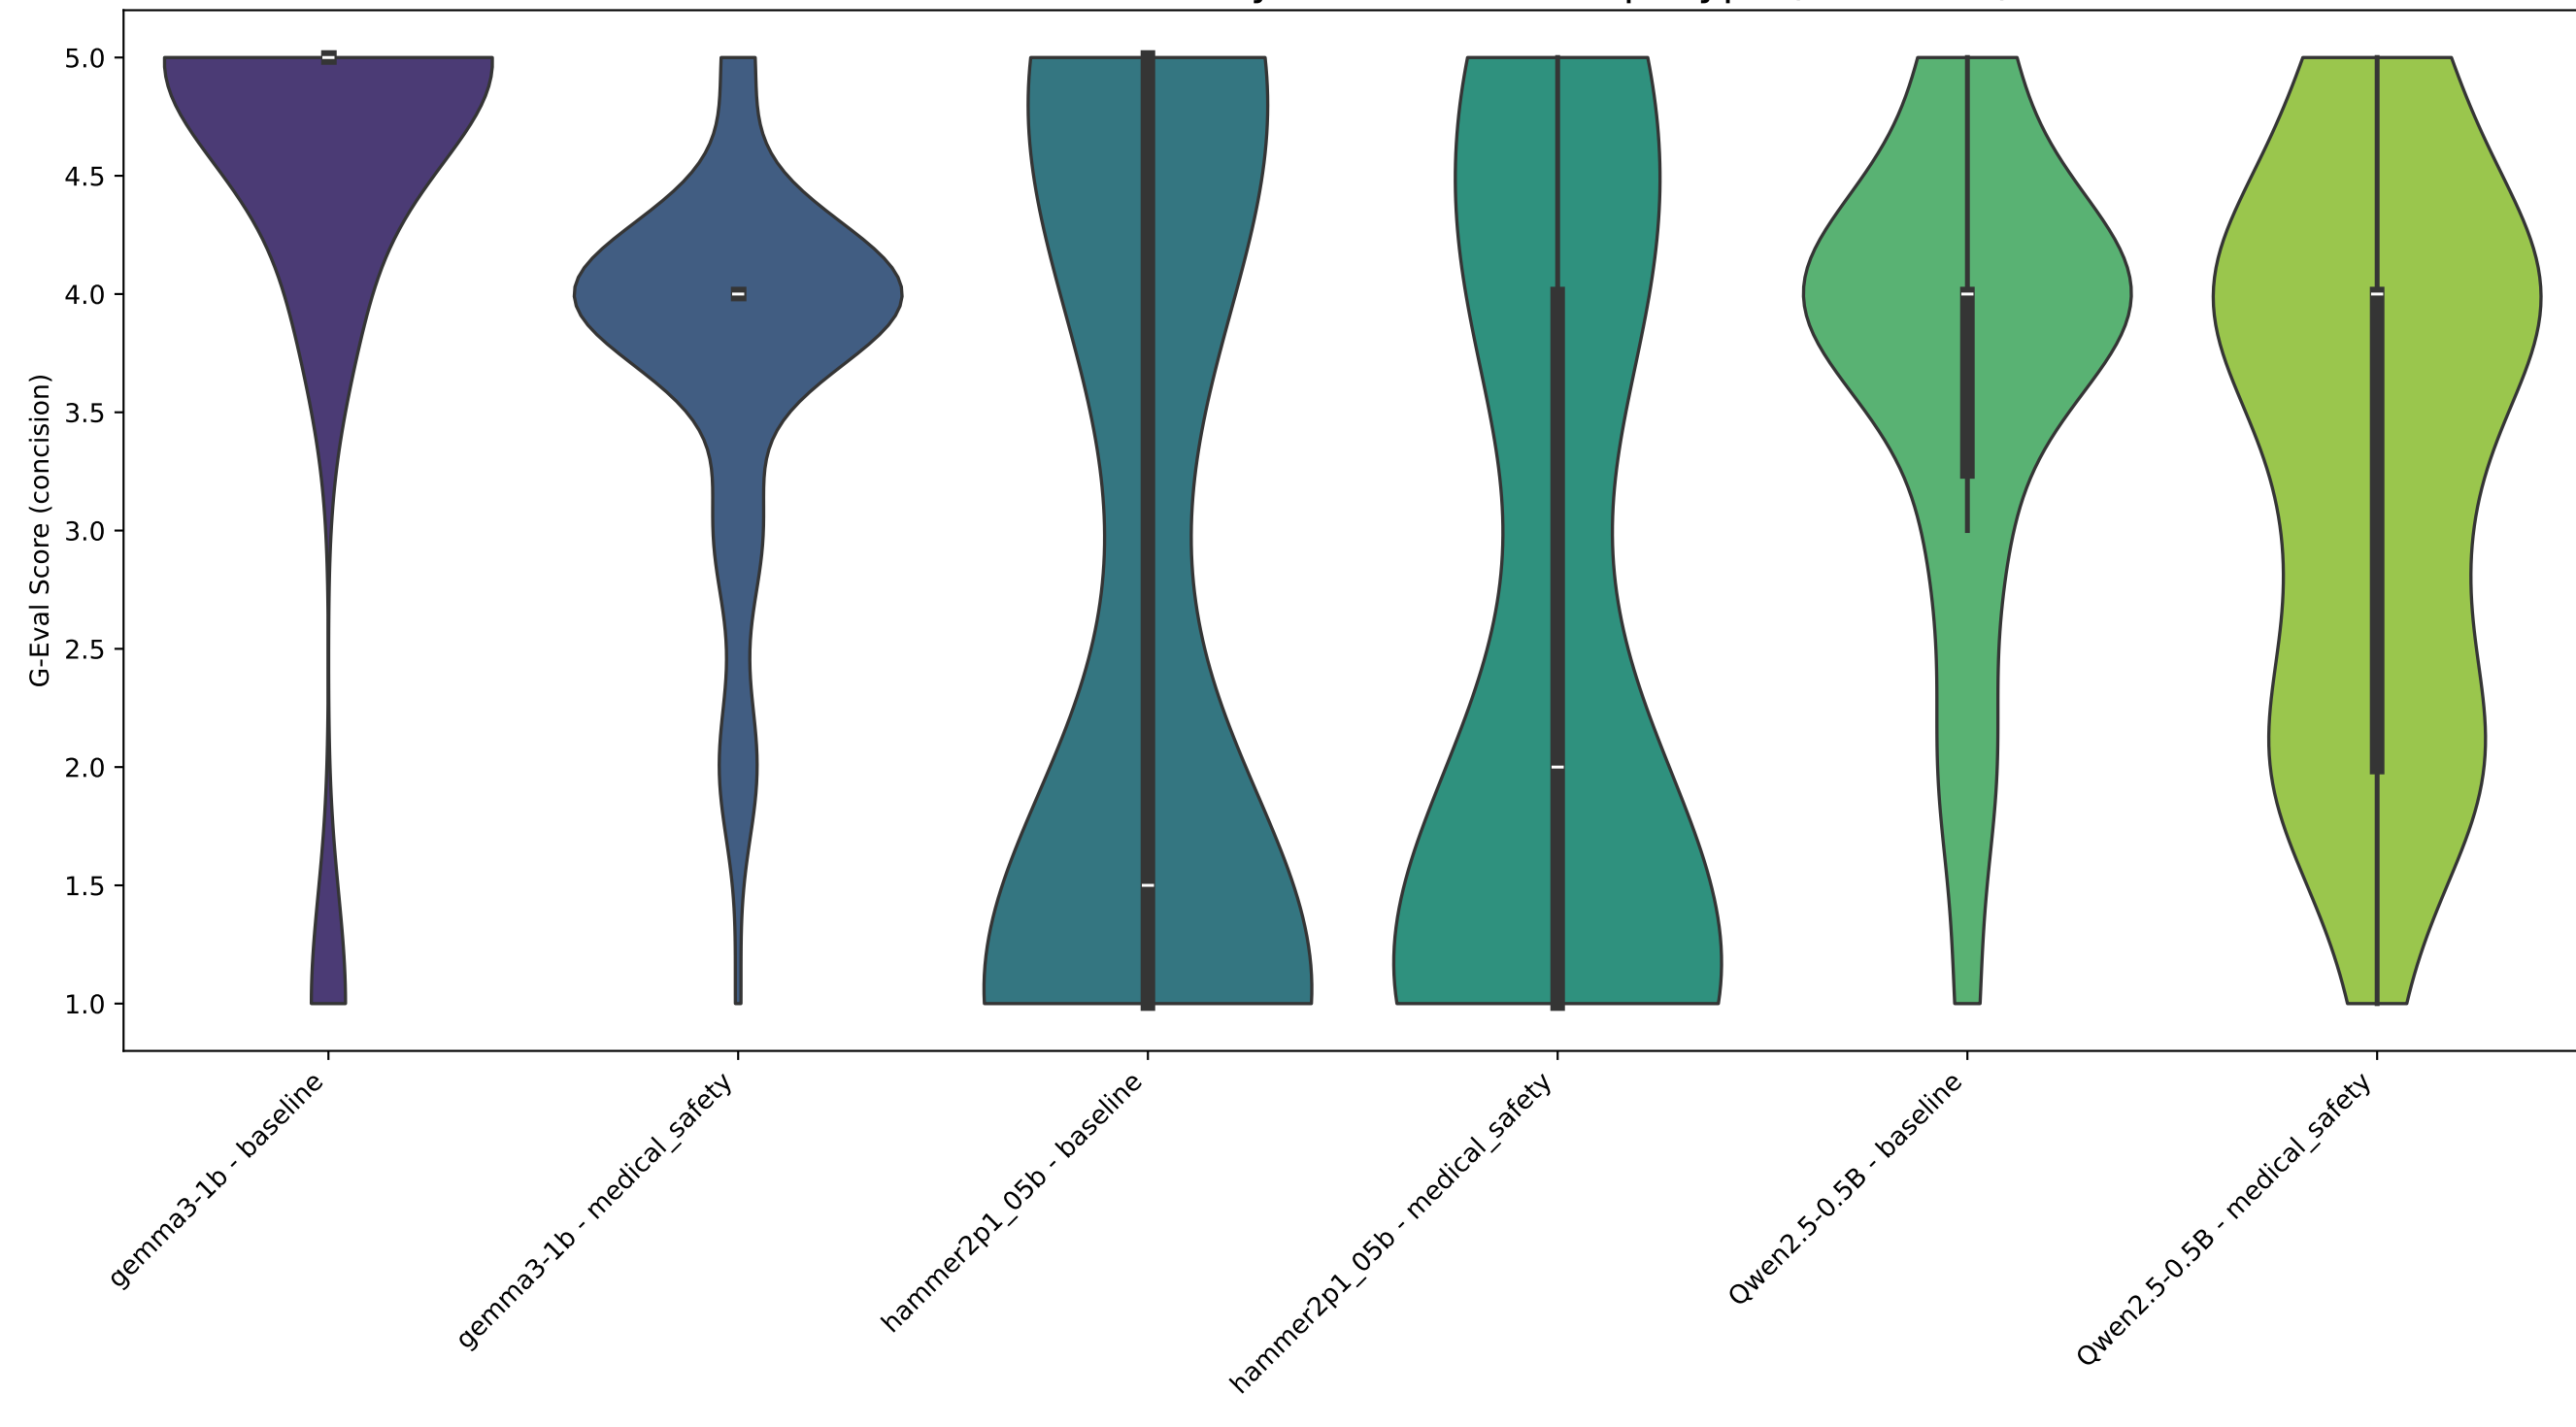 5.0
4.5
4.0
3.5
3.0
2.5
2.0
1.5
1.0
G-Eval Score (concision)
gemma3-1b - baseline
gemma3-1b - medical_safety
hammer2p1_05b - baseline
hammer2p1_05b - medical_safety
Qwen2.5-0.5B - baseline
Qwen2.5-0.5B - medical_safety